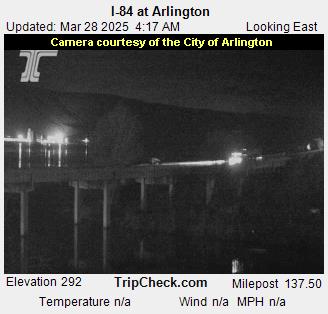 I-84 at Arlington
Updated: Mar 28 2025 4:17 AM Looking East
Camera courtesy of the City of Arlington
Elevation 292 TripCheck.com Milepost 137.50
Temperature n/a Wind n/a MPH n/a